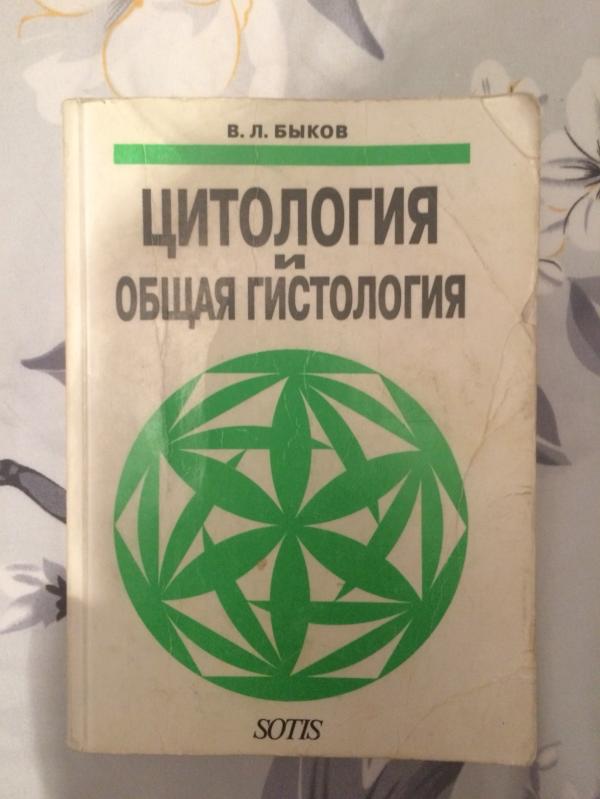 В. Л. БЫКОВ
ЦИТОЛОГИЯ
и
ОБЩАЯ ГИСТОЛОГИЯ
SOTIS